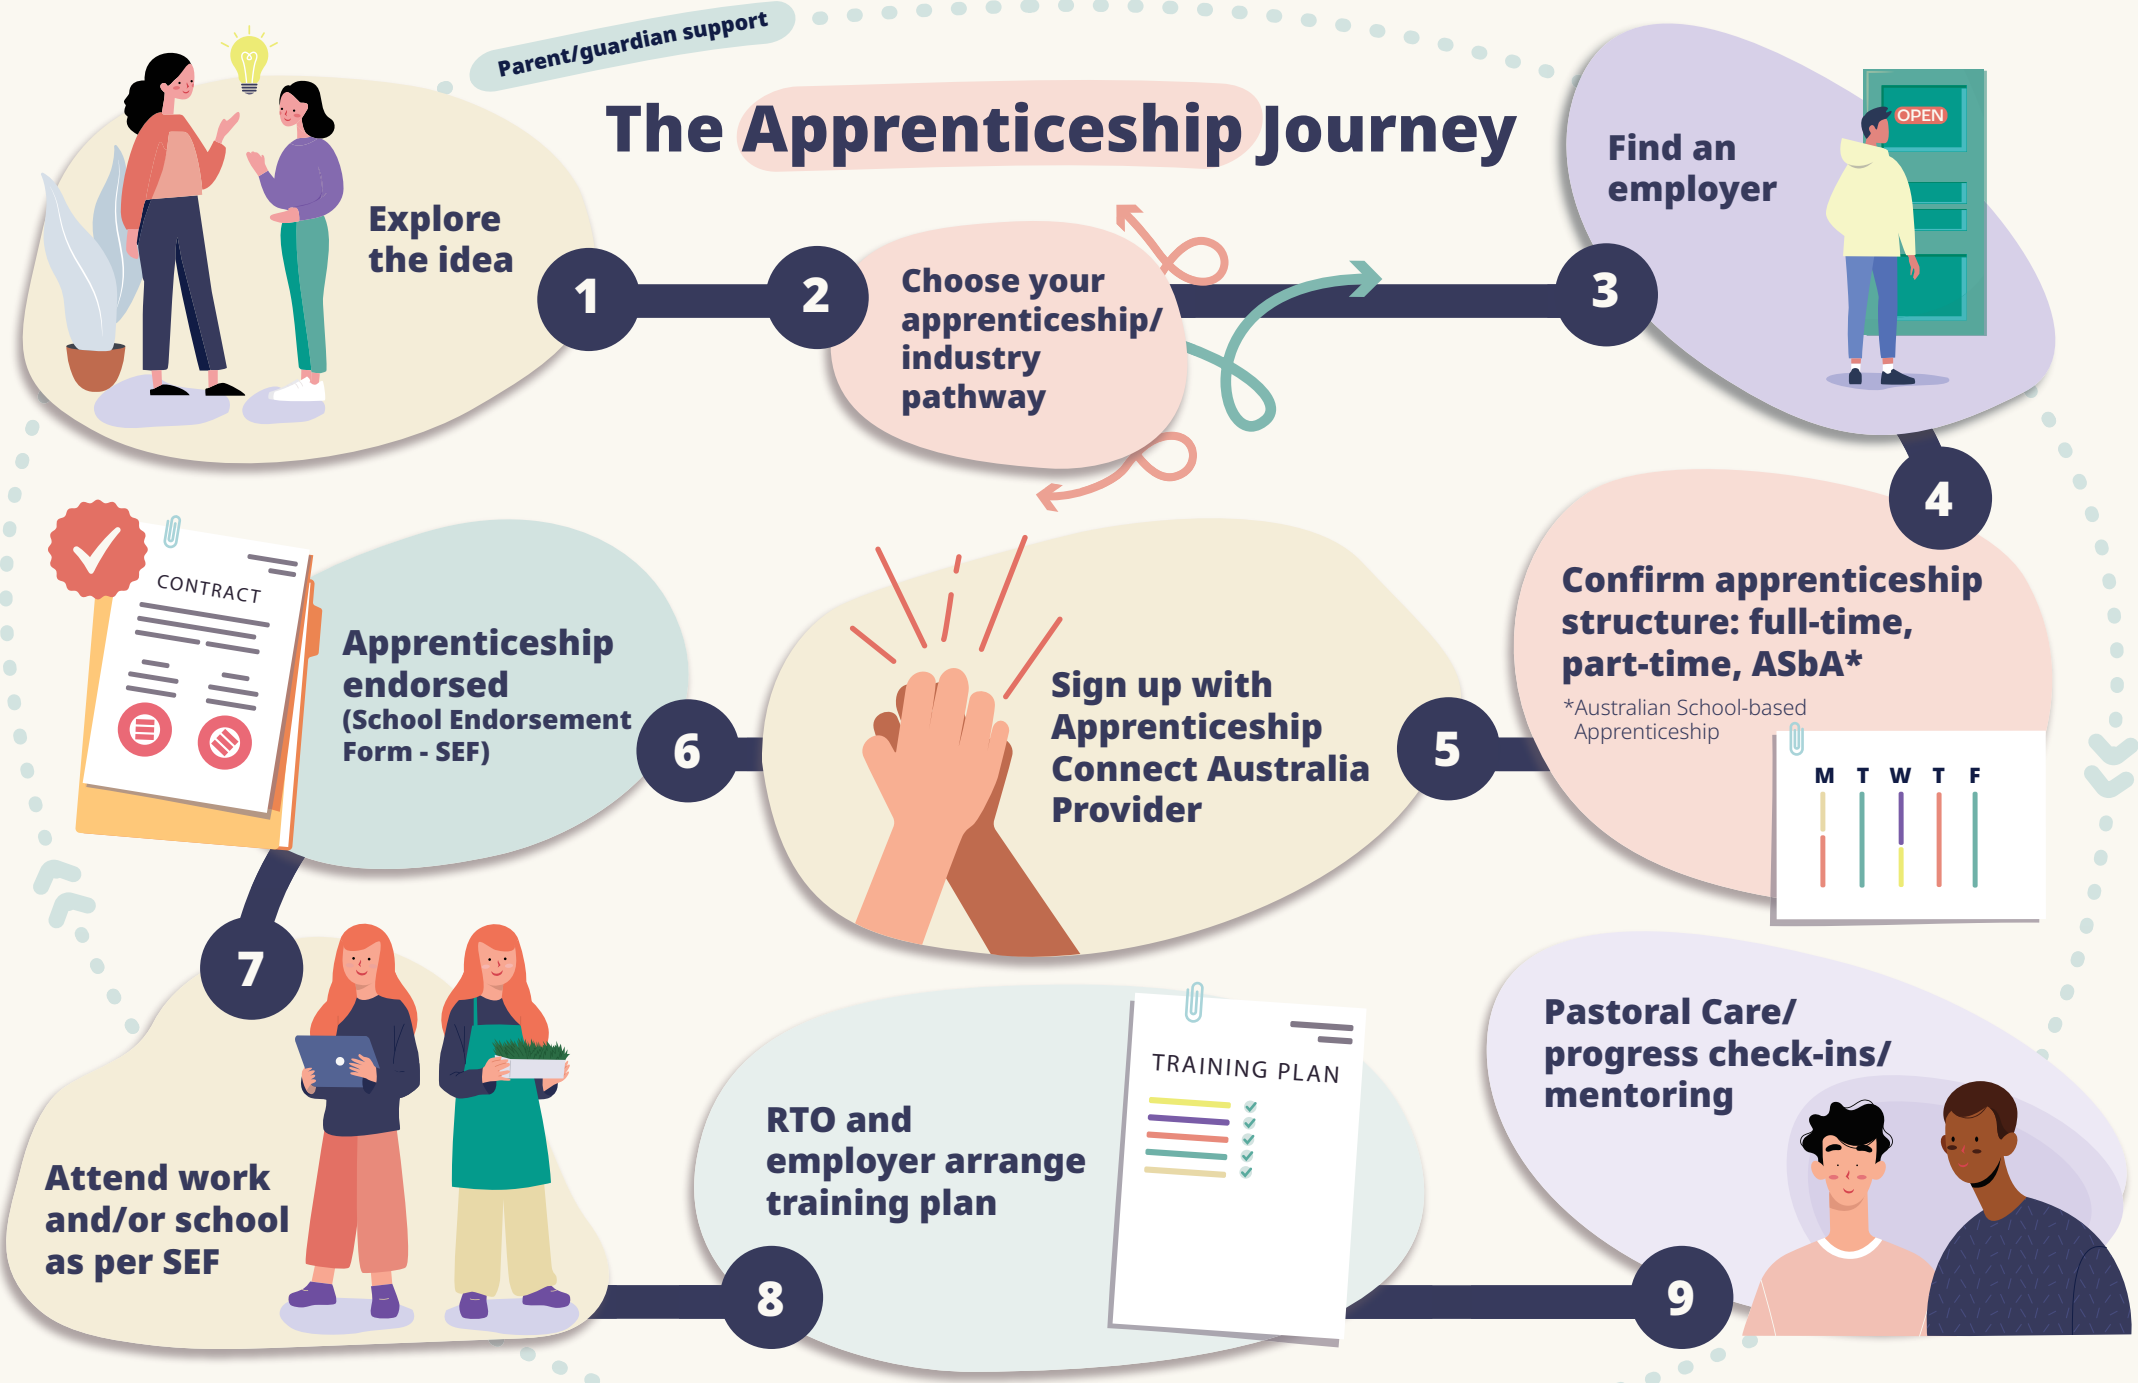 Parent/guardian support
The Apprenticeship Journey
Explore
the idea
1
2
Choose your
apprenticeship/
industry
pathway
3
Find an
employer
OPEN
4
Confirm apprenticeship
structure: full-time,
part-time, ASbA*
*Australian School-based
Apprenticeship
M T W T F
5
Sign up with
Apprenticeship
Connect Australia
Provider
6
Apprenticeship
endorsed
(School Endorsement
Form - SEF)
CONTRACT
7
Attend work
and/or school
as per SEF
8
RTO and
employer arrange
training plan
TRAINING PLAN
9
Pastoral Care/
progress check-ins/
mentoring